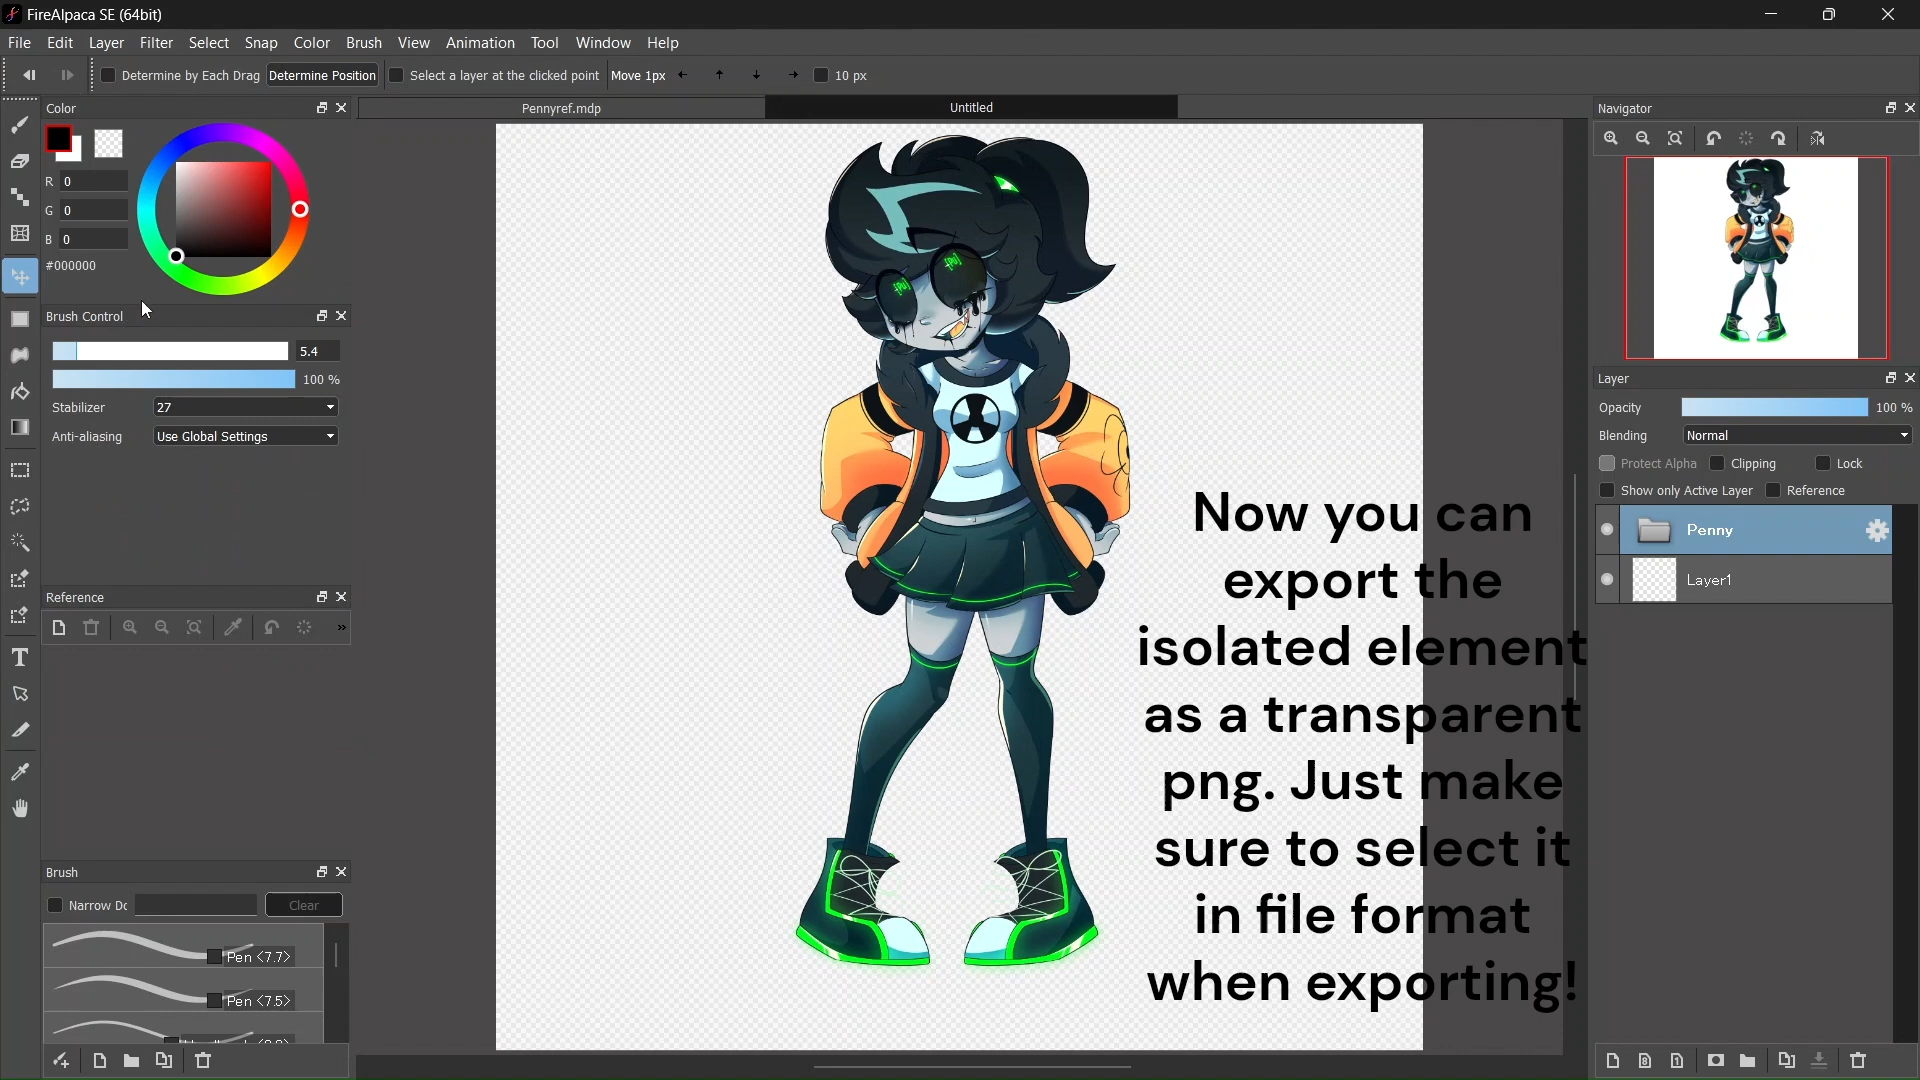 FireAlpaca SE (64bit)
File Edit Layer Filter Select Snap Color Brush View Animation Tool Window Help
Determine by Each Drag Determine Position Select a layer at the clicked point Move 1px 10 px
Color
Pennyref.mdp
Untitled
Navigator
R 0
G 0
B 0
#000000
Brush Control
5.4
100 %
Stabilizer 27
Anti-aliasing Use Global Settings
Reference
Brush
Narrow Dc
Clear
Pen <7.7>
Pen <7.5>
Layer
Opacity 100 %
Blending Normal
Protect Alpha Clipping Lock
Show only Active Layer Reference
Penny
Layer1
Now you can
export the
isolated element
as a transparent
png. Just make
sure to select it
in file format
when exporting!